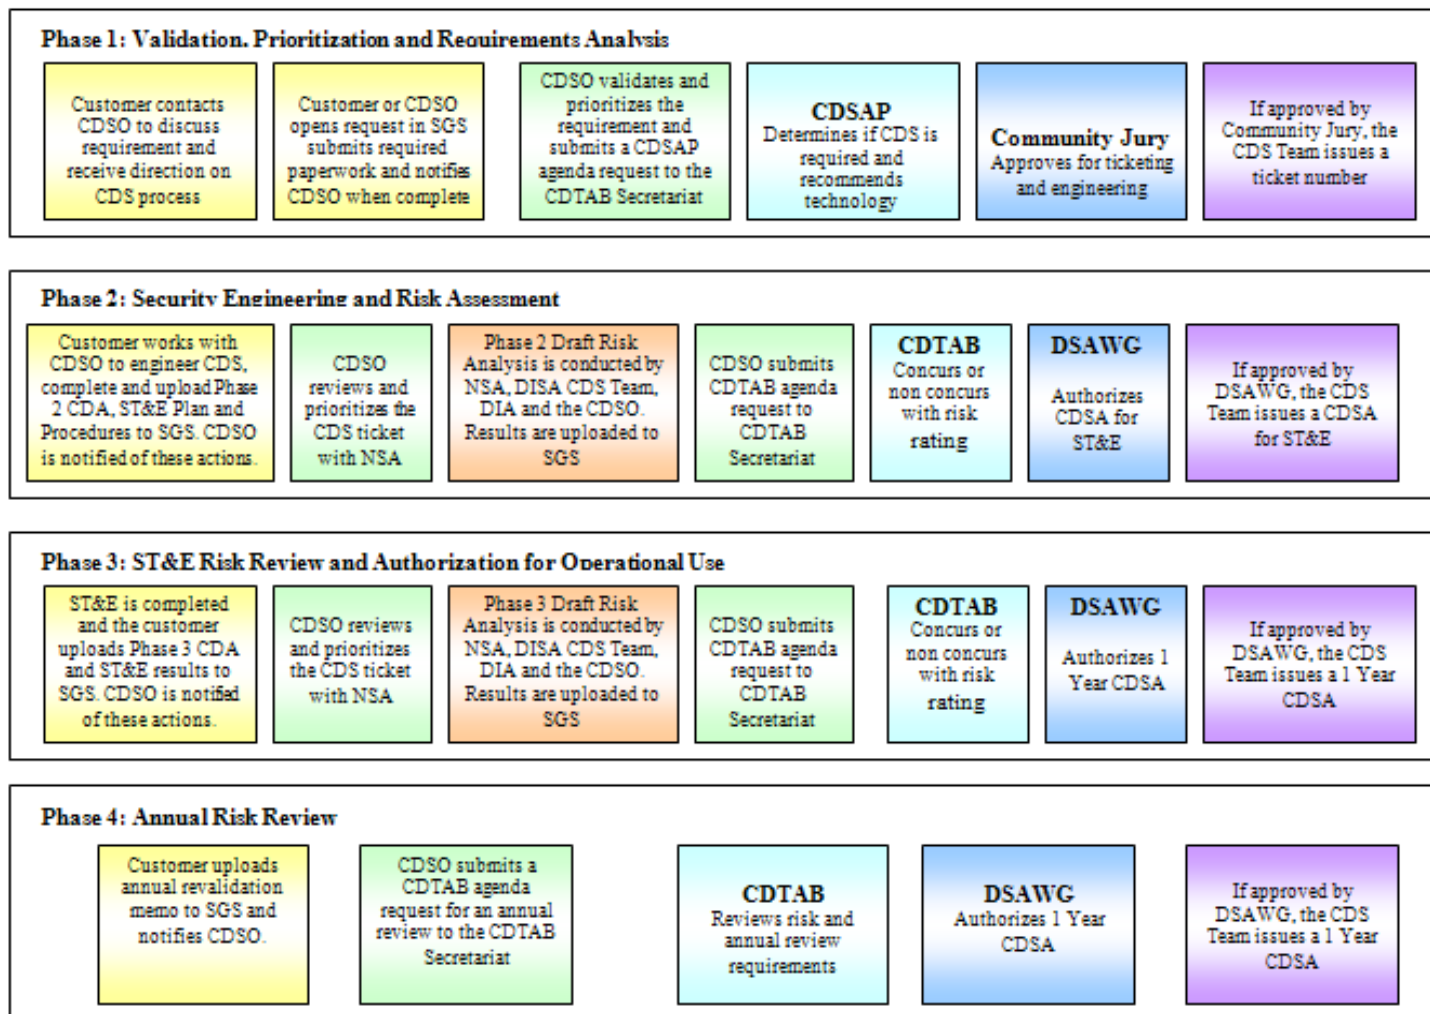 Phase 1: Validation, Prioritization and Requirements Analysis
Customer contacts
CDSO to discuss
requirement and
receive direction on
CDS process
Customer or CDSO
opens request in SGS
submits required
paperwork and notifies
CDSO when complete
CDSO validates and
prioritizes the
requirement and
submits a CDSAP
agenda request to the
CDTAB Secretariat
CDSAP
Determines if CDS is
required and
recommends
technology
Community Jury
Approves for ticketing
and engineering
If approved by
Community Jury, the
CDS Team issues a
ticket number
Phase 2: Security Engineering and Risk Assessment
Customer works with
CDSO to engineer CDS,
complete and upload Phase
2 CDA, ST&E Plan and
Procedures to SGS. CDSO
is notified of these actions.
CDSO
reviews and
prioritizes the
CDS ticket
with NSA
Phase 2 Draft Risk
Analysis is conducted by
NSA, DISA CDS Team,
DIA and the CDSO.
Results are uploaded to
SGS
CDSO submits
CDTAB agenda
request to
CDTAB
Secretariat
CDTAB
Concurs or
non concurs
with risk
rating
DSAWG
Authorizes
CDSA for
ST&E
If approved by
DSAWG, the CDS
Team issues a CDSA
for ST&E
Phase 3: ST&E Risk Review and Authorization for Operational Use
ST&E is completed
and the customer
uploads Phase 3 CDA
and ST&E results to
SGS. CDSO is notified
of these actions.
CDSO reviews
and prioritizes
the CDS ticket
with NSA
Phase 3 Draft Risk
Analysis is conducted by
NSA, DISA CDS Team,
DIA and the CDSO.
Results are uploaded to
SGS
CDSO submits
CDTAB agenda
request to
CDTAB
Secretariat
CDTAB
Concurs or
non concurs
with risk
rating
DSAWG
Authorizes 1
Year CDSA
If approved by
DSAWG, the CDS
Team issues a 1 Year
CDSA
Phase 4: Annual Risk Review
Customer uploads
annual revalidation
memo to SGS and
notifies CDSO.
CDSO submits a
CDTAB agenda
request for an annual
review to the CDTAB
Secretariat
CDTAB
Reviews risk and
annual review
requirements
DSAWG
Authorizes 1 Year
CDSA
If approved by
DSAWG, the CDS
Team issues a 1 Year
CDSA